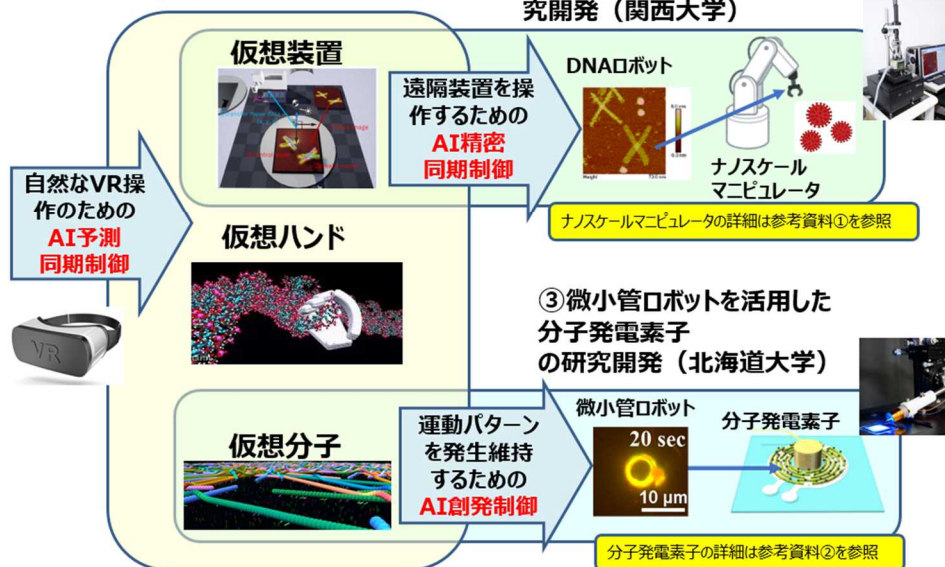 究開発（関西大学）
仮想装置
遠隔装置を操
作するための
AI精密
同期制御
DNAロボット
ナノスケール
マニピュレータ
ナノスケールマニピュレータの詳細は参考資料①を参照
自然なVR操
作のための
AI予測
同期制御
VR
仮想ハンド
③微小管ロボットを活用した
分子発電素子
の研究開発（北海道大学）
仮想分子
運動パターン
を発生維持
するための
AI創発制御
微小管ロボット
20 sec
10 μm
分子発電素子
分子発電素子の詳細は参考資料②を参照